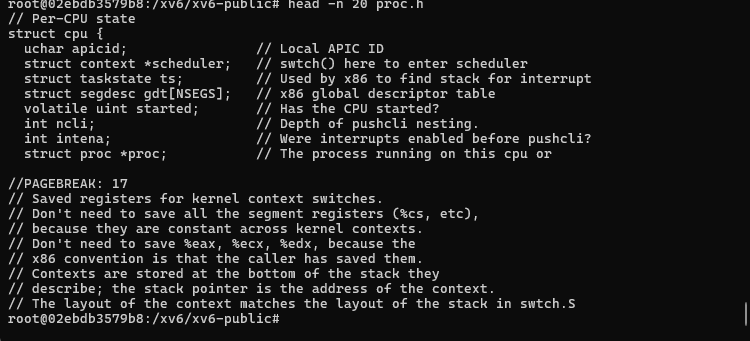 root@02ebdb3579b8:/xv6/xv6-public# head -n 20 proc.h
// Per-CPU state
struct cpu {
  uchar apicid;                // Local APIC ID
  struct context *scheduler;   // swtch() here to enter scheduler
  struct taskstate ts;         // Used by x86 to find stack for interrupt
  struct segdesc gdt[NSEGS];   // x86 global descriptor table
  volatile uint started;       // Has the CPU started?
  int ncli;                    // Depth of pushcli nesting.
  int intena;                  // Were interrupts enabled before pushcli?
  struct proc *proc;           // The process running on this cpu or

//PAGEBREAK: 17
// Saved registers for kernel context switches.
// Don't need to save all the segment registers (%cs, etc),
// because they are constant across kernel contexts.
// Don't need to save %eax, %ecx, %edx, because the
// x86 convention is that the caller has saved them.
// Contexts are stored at the bottom of the stack they
// describe; the stack pointer is the address of the context.
// The layout of the context matches the layout of the stack in swtch.S
root@02ebdb3579b8:/xv6/xv6-public#